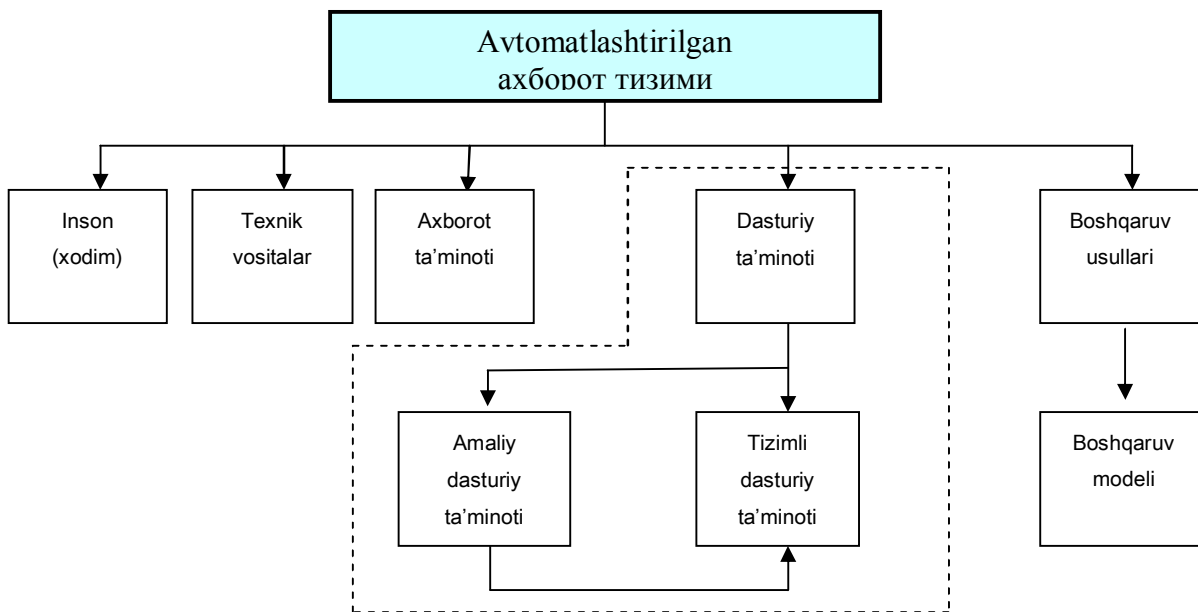 Avtomatlashtirilgan
ахборот тизими
Inson
(xodim)
Texnik
vositalar
Axborot
ta’minoti
Dasturiy
ta’minoti
Boshqaruv
usullari
Amaliy
dasturiy
ta’minoti
Tizimli
dasturiy
ta’minoti
Boshqaruv
modeli